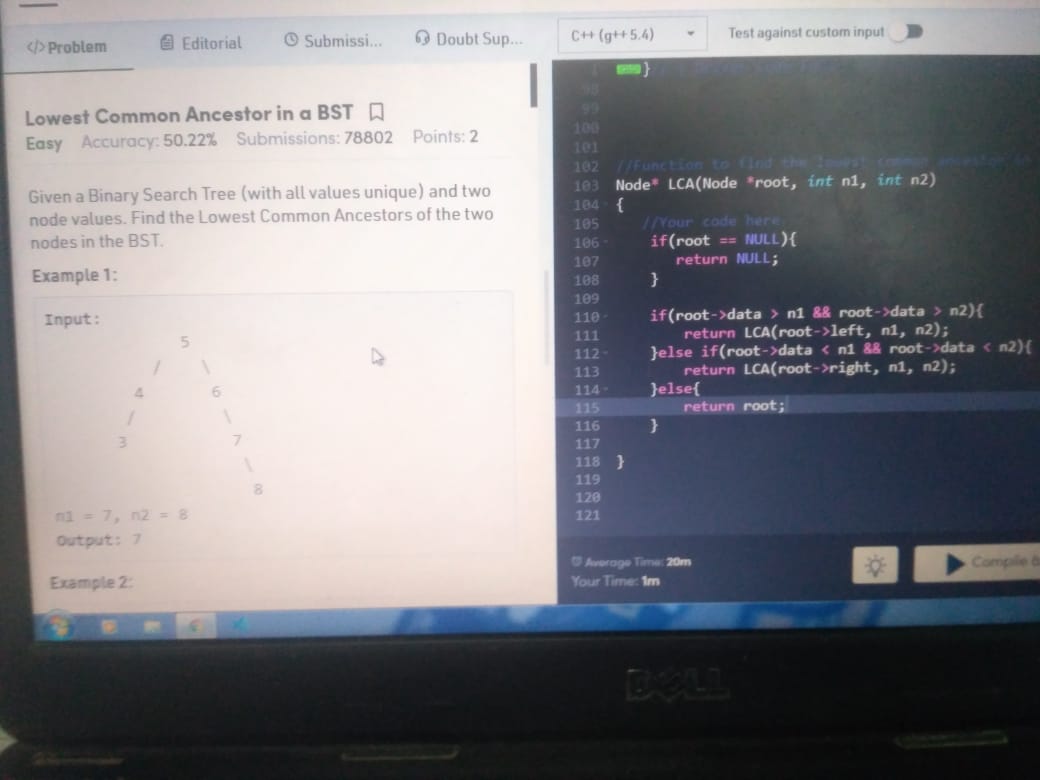 </>Problem
Editorial
Submissi...
Doubt Sup...
Lowest Common Ancestor in a BST
Easy Accuracy: 50.22% Submissions: 78802 Points: 2
Given a Binary Search Tree (with all values unique) and two
node values. Find the Lowest Common Ancestors of the two
nodes in the BST.
Example 1:
Input:
5
/ \
4 6
/ \
3 7
\
8
n1 = 7, n2 = 8
Output: 7
Example 2:
C++ (g++ 5.4)
Test against custom input
1 }
98
99
100
101
102 //Function to find the lowest common ancestor in
103 Node* LCA(Node *root, int n1, int n2)
104 {
105 //Your code here
106 if(root == NULL){
107 return NULL;
108 }
109
110 if(root->data > n1 && root->data > n2){
111 return LCA(root->left, n1, n2);
112 }else if(root->data < n1 && root->data < n2){
113 return LCA(root->right, n1, n2);
114 }else{
115 return root;
116 }
117
118 }
119
120
121
Average Time: 20m
Your Time: 1m
Compile &
DELL